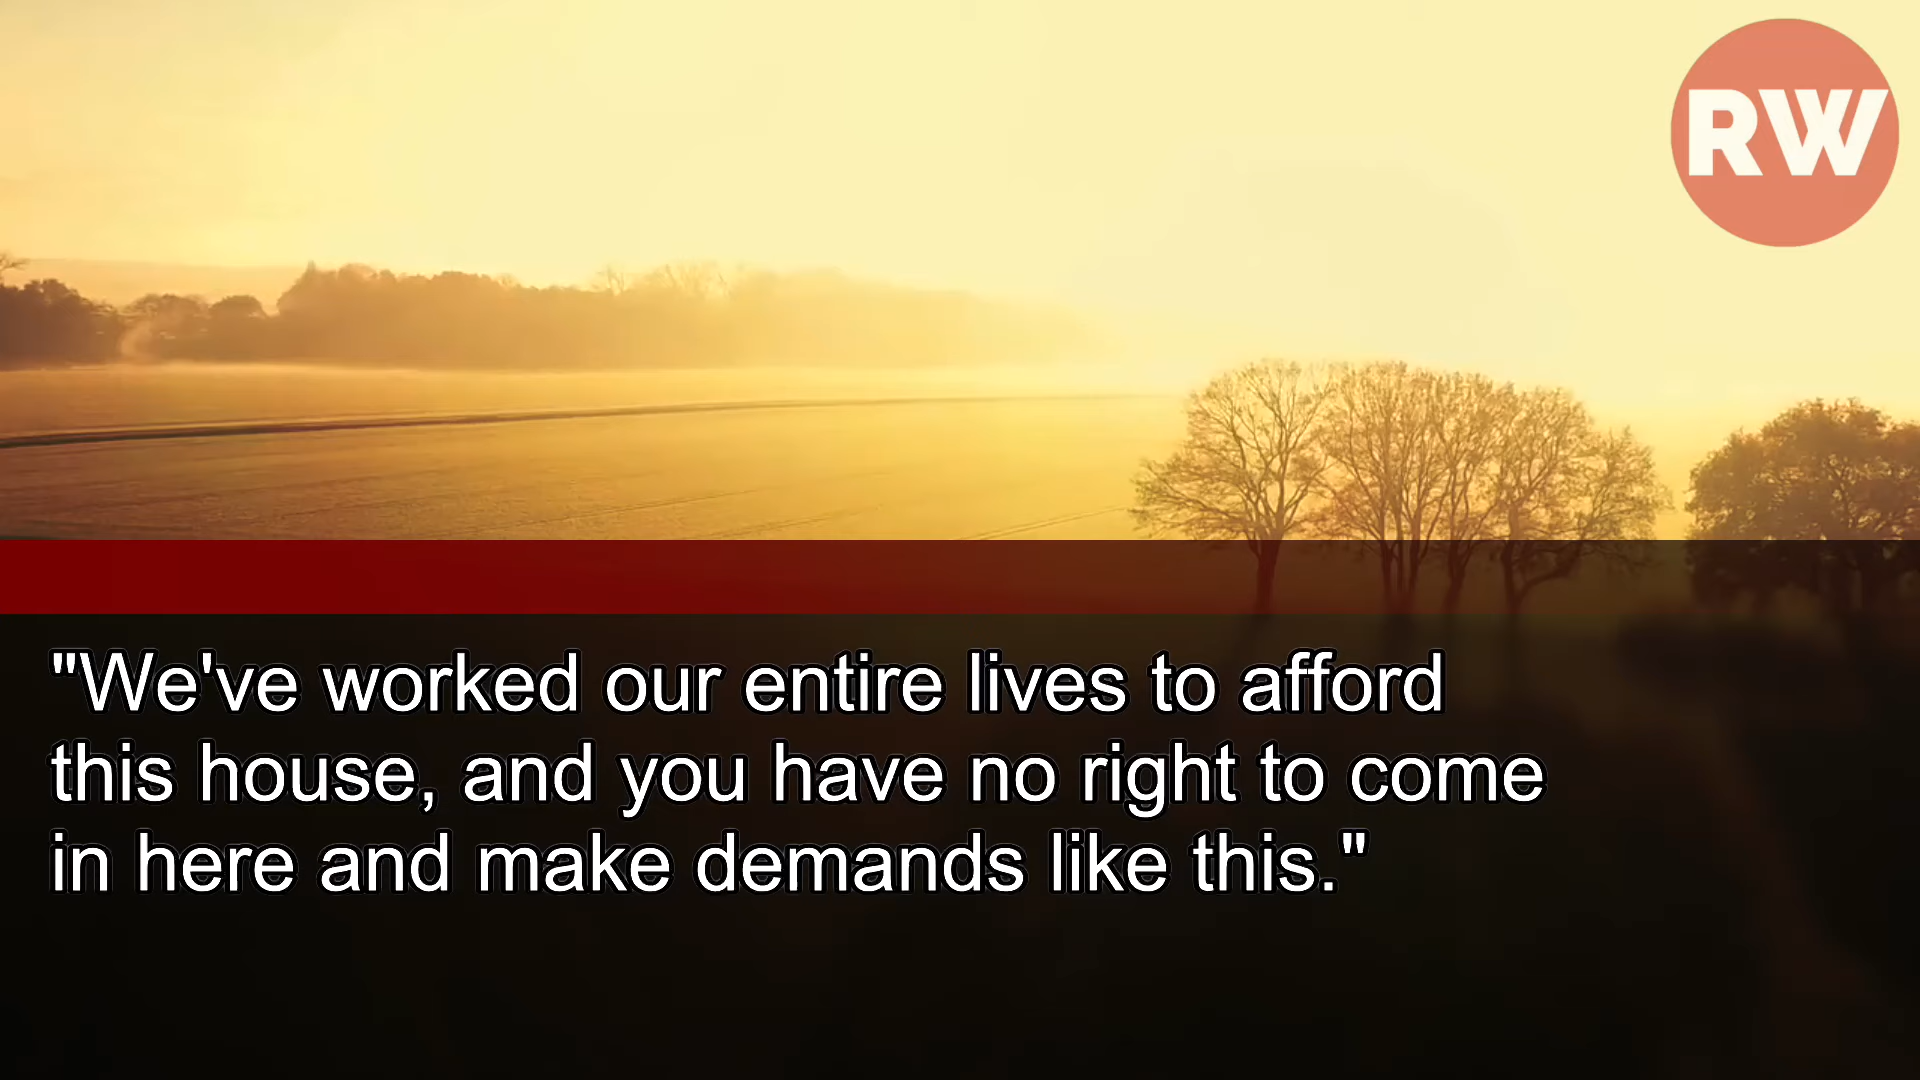 RW
"We've worked our entire lives to afford
this house, and you have no right to come
in here and make demands like this."